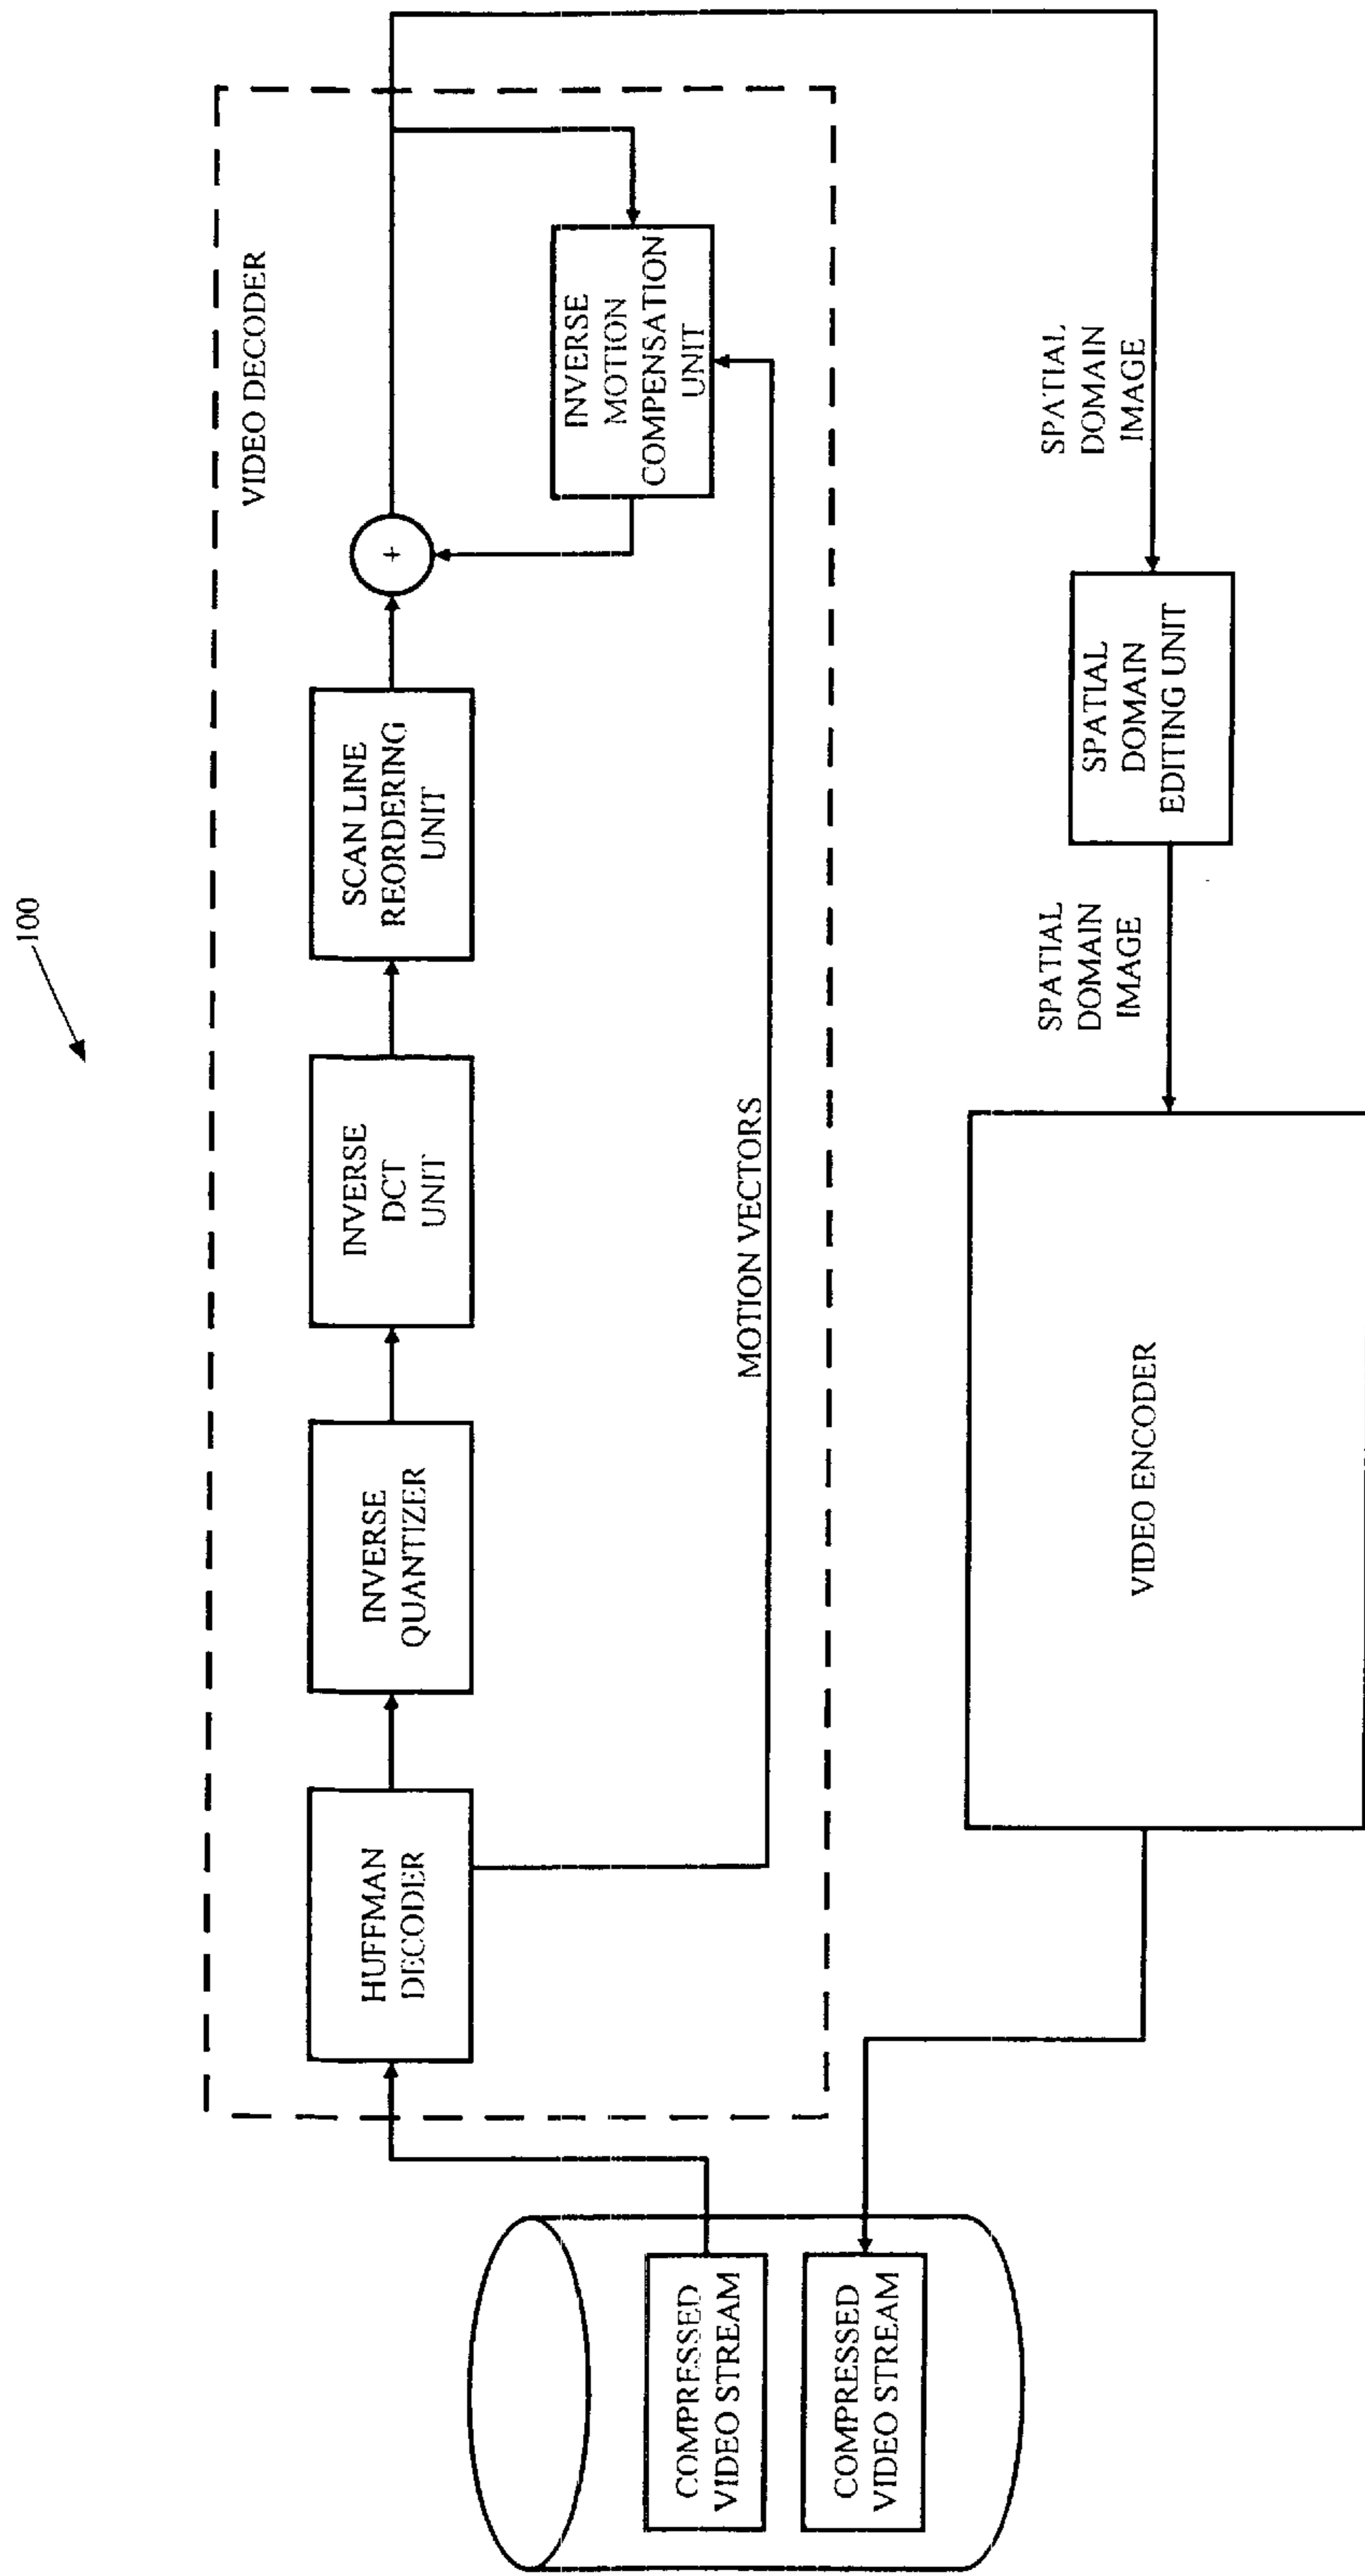 100
VIDEO DECODER
HUFFMAN
DECODER
INVERSE
QUANTIZER
INVERSE
DCT
UNIT
SCAN LINE
REORDERING
UNIT
+
INVERSE
MOTION
COMPENSATION
UNIT
MOTION VECTORS
COMPRESSED
VIDEO STREAM
COMPRESSED
VIDEO STREAM
VIDEO ENCODER
SPATIAL
DOMAIN
IMAGE
SPATIAL
DOMAIN
EDITING UNIT
SPATIAL
DOMAIN
IMAGE